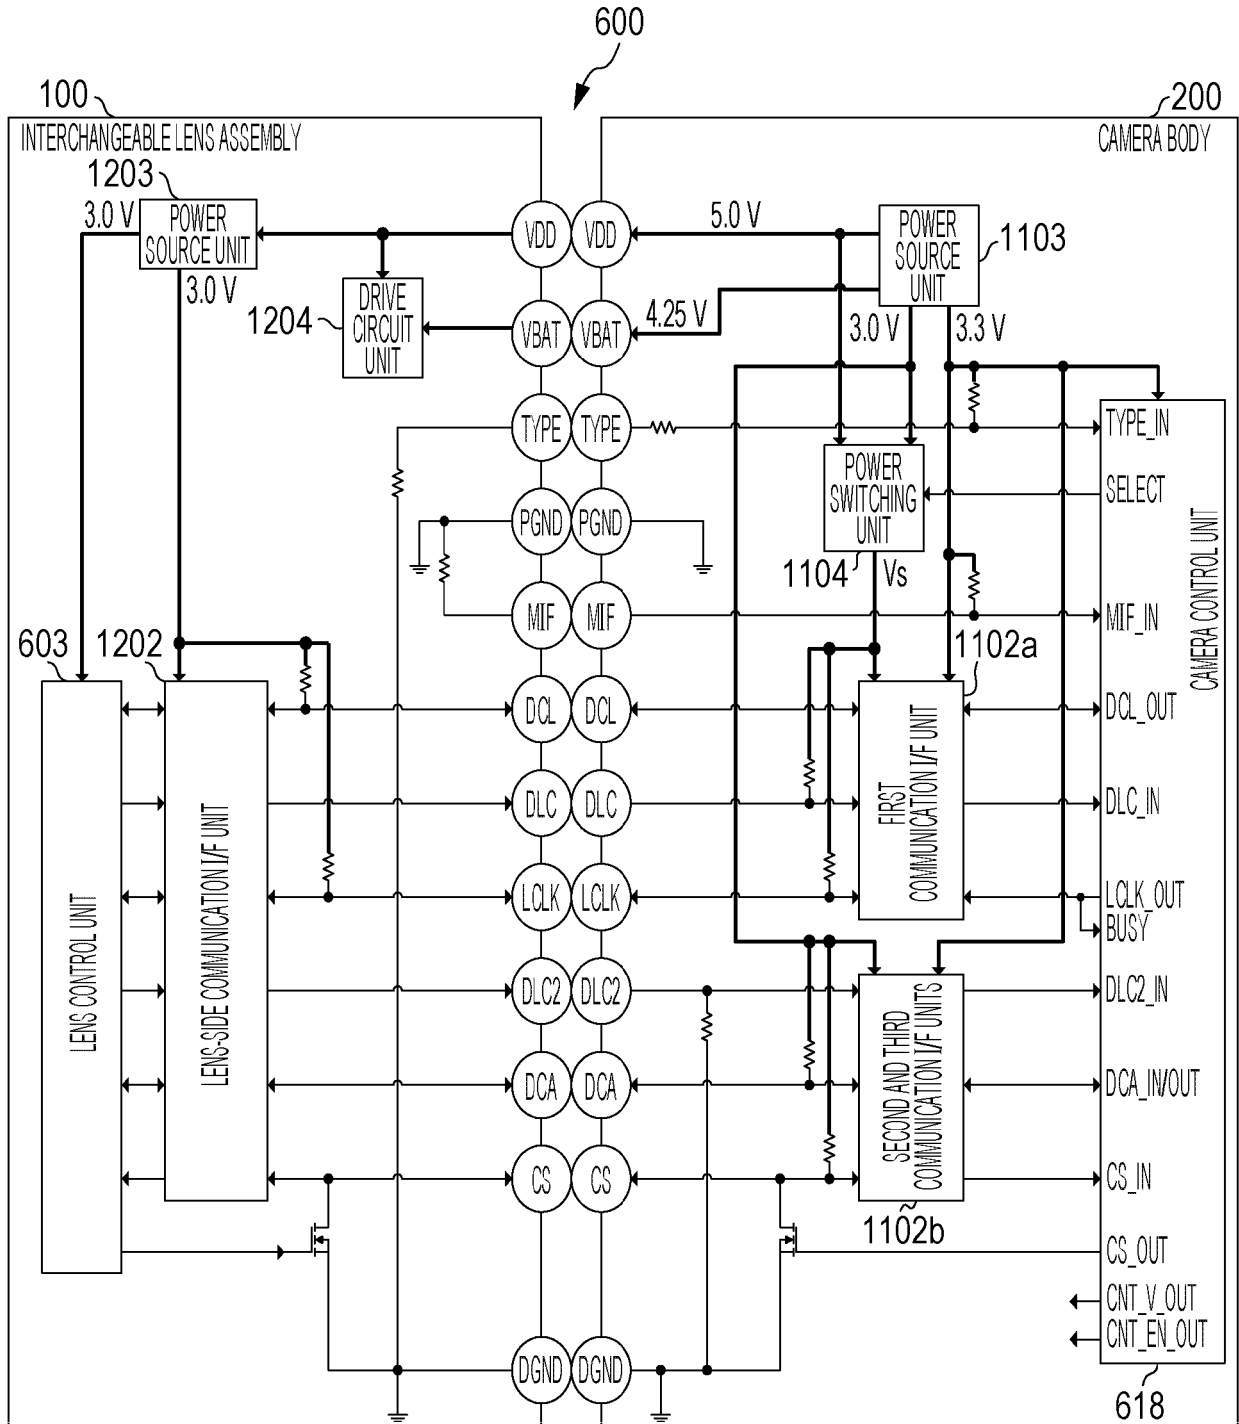 600
100
200
INTERCHANGEABLE LENS ASSEMBLY
CAMERA BODY
1203
3.0 V
POWER
SOURCE UNIT
3.0 V
VDD
VDD
5.0 V
POWER
SOURCE
UNIT
1103
1204
DRIVE
CIRCUIT
UNIT
VBAT
VBAT
4.25 V
3.0 V
3.3 V
TYPE
TYPE
TYPE_IN
POWER
SWITCHING
UNIT
SELECT
PGND
PGND
1104
Vs
CAMERA CONTROL UNIT
MIF
MIF
MIF_IN
603
1202
1102a
DCL
DCL
DCL_OUT
DLC
DLC
FIRST
COMMUNICATION I/F UNIT
DLC_IN
LENS CONTROL UNIT
LENS-SIDE COMMUNICATION I/F UNIT
LCLK
LCLK
LCLK_OUT
BUSY
DLC2
DLC2
DLC2_IN
DCA
DCA
SECOND AND THIRD
COMMUNICATION I/F UNITS
DCA_IN/OUT
CS
CS
CS_IN
1102b
CS_OUT
CNT_V_OUT
CNT_EN_OUT
DGND
DGND
618